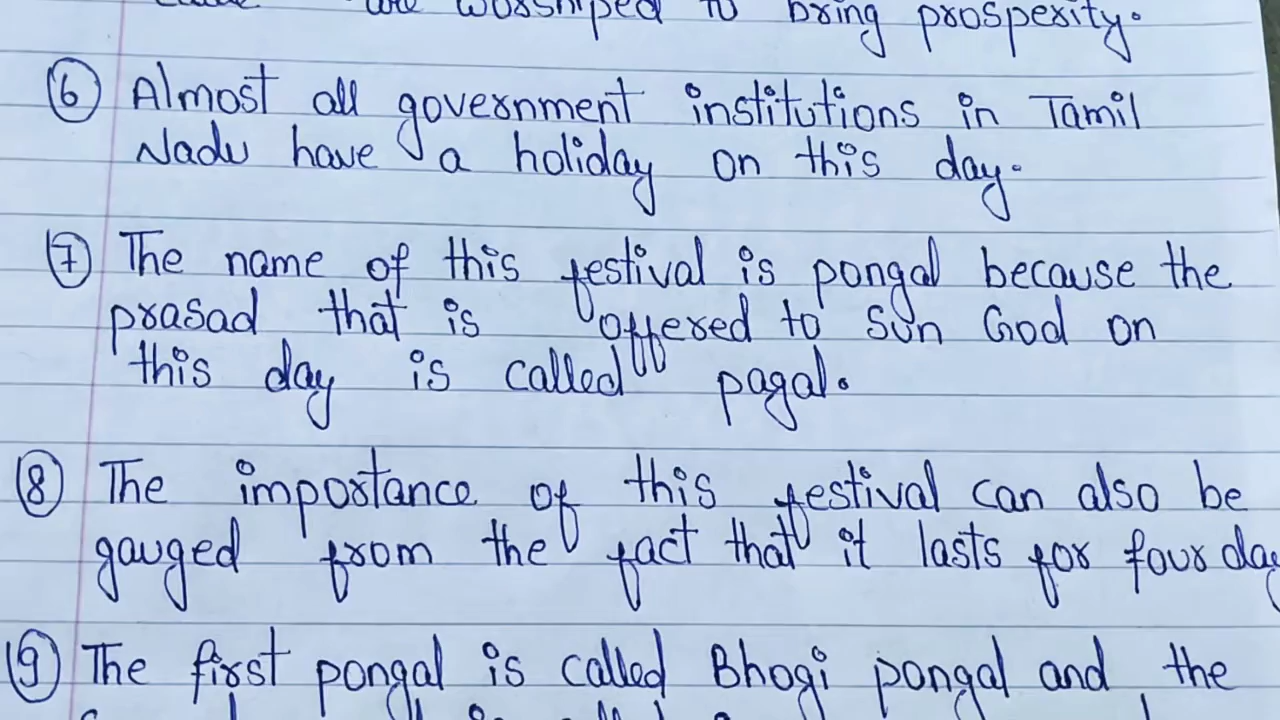 are worshiped to bring prosperity.
6 Almost all government institutions in Tamil
Nadu have a holiday on this day.
7 The name of this festival is pongal because the
prasad that is offered to Sun God on
this day is called pagal.
8 The importance of this festival can also be
gauged from the fact that it lasts for four day
9 The first pongal is called Bhogi pongal and the